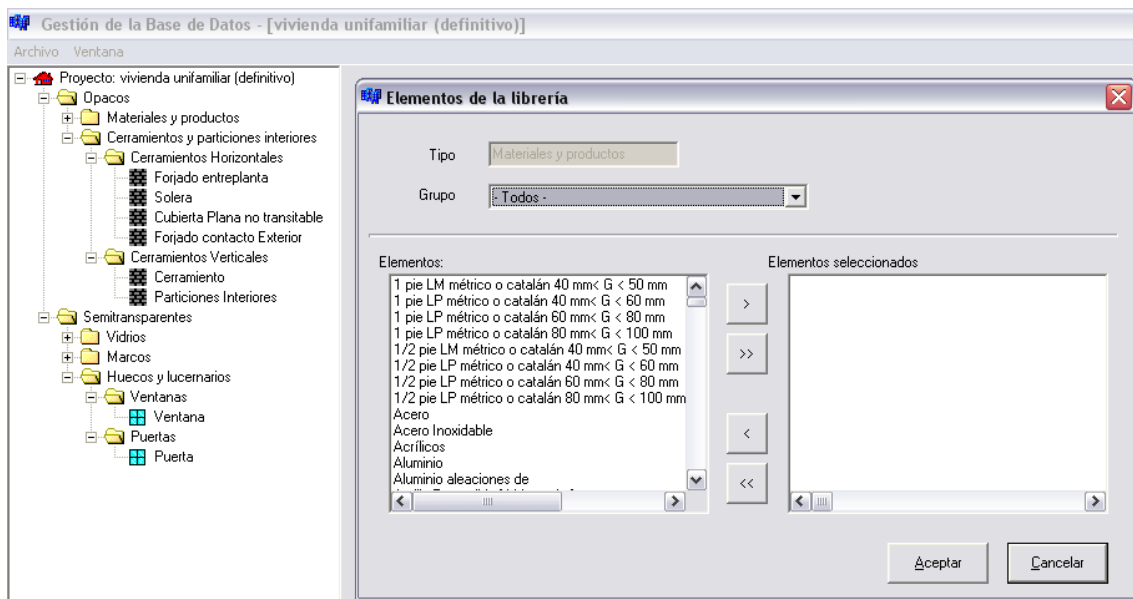 Gestión de la Base de Datos - [vivienda unifamiliar (definitivo)]
Archivo Ventana
Proyecto: vivienda unifamiliar (definitivo)
Opacos
Materiales y productos
Cerramientos y particiones interiores
Cerramientos Horizontales
Forjado entreplanta
Solera
Cubierta Plana no transitable
Forjado contacto Exterior
Cerramientos Verticales
Cerramiento
Particiones Interiores
Semitransparentes
Vidrios
Marcos
Huecos y lucernarios
Ventanas
Ventana
Puertas
Puerta
Elementos de la librería
Tipo Materiales y productos
Grupo - Todos -
Elementos:
1 pie LM métrico o catalán 40 mm< G < 50 mm
1 pie LP métrico o catalán 40 mm< G < 60 mm
1 pie LP métrico o catalán 60 mm< G < 80 mm
1 pie LP métrico o catalán 80 mm< G < 100 mm
1/2 pie LM métrico o catalán 40 mm< G < 50 mm
1/2 pie LP métrico o catalán 40 mm< G < 60 mm
1/2 pie LP métrico o catalán 60 mm< G < 80 mm
1/2 pie LP métrico o catalán 80 mm< G < 100 mm
Acero
Acero Inoxidable
Acrílicos
Aluminio
Aluminio aleaciones de
>
>>
<
<<
Elementos seleccionados
Aceptar Cancelar